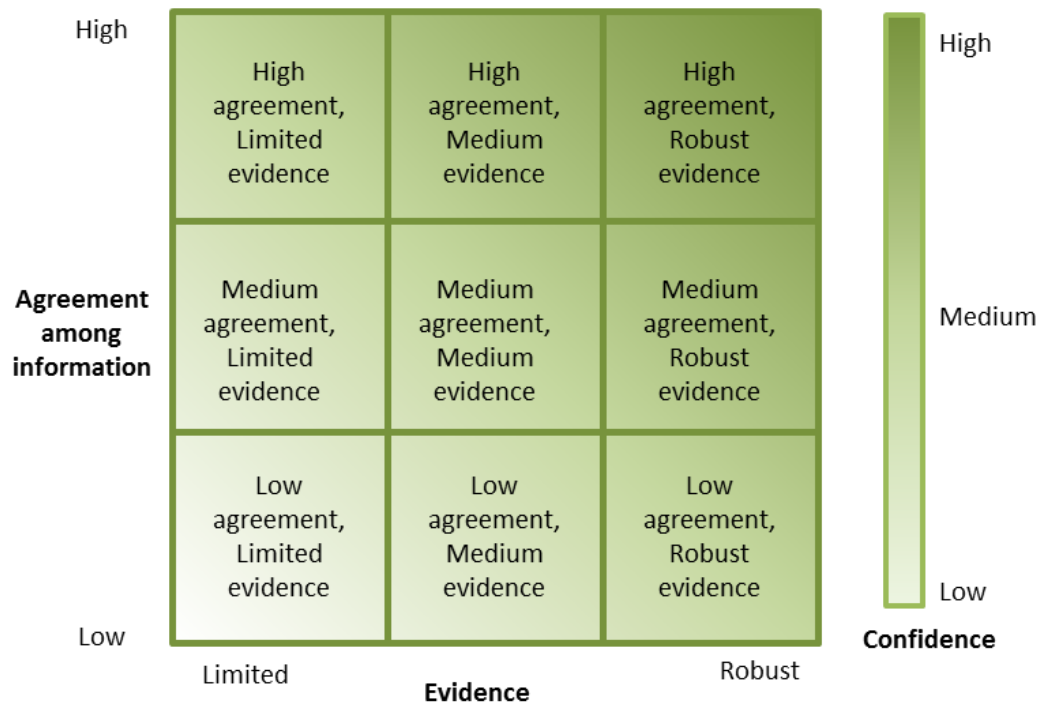 High
High
agreement,
Limited
evidence
High
agreement,
Medium
evidence
High
agreement,
Robust
evidence
Agreement
among
information
Medium
agreement,
Limited
evidence
Medium
agreement,
Medium
evidence
Medium
agreement,
Robust
evidence
Low
agreement,
Limited
evidence
Low
agreement,
Medium
evidence
Low
agreement,
Robust
evidence
Low
Limited
Evidence
Robust
High
Medium
Low
Confidence